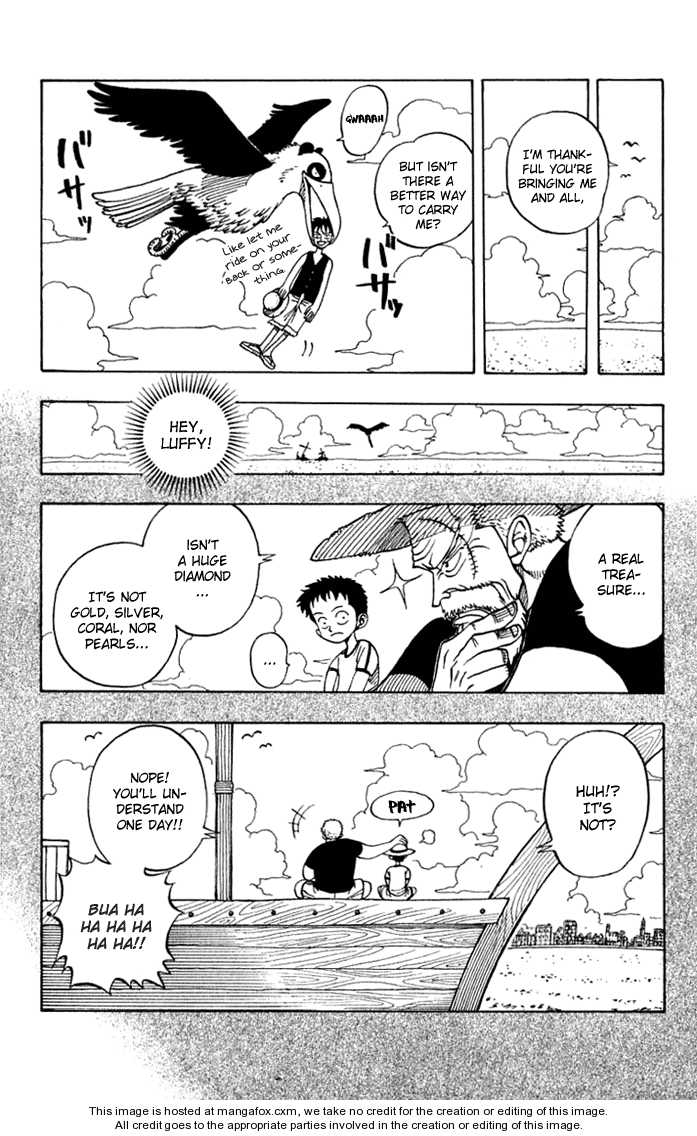 I'M THANK-
FUL YOU'RE
BRINGING ME
AND ALL,
GWAAAH
BUT ISN'T
THERE A
BETTER WAY
TO CARRY
ME?
バサッ
Like let me
ride on your
back or some-
thing.
バサッ
HEY,
LUFFY!
A REAL
TREA-
SURE...
ISN'T
A HUGE
DIAMOND
...
IT'S NOT
GOLD, SILVER,
CORAL, NOR
PEARLS...
...
HUH!?
IT'S
NOT?
PAT
NOPE!
YOU'LL UN-
DERSTAND
ONE DAY!!
BUA HA
HA HA HA
HA HA!!
This image is hosted at mangafox.cxm, we take no credit for the creation or editing of this image.
All credit goes to the appropriate parties involved in the creation or editing of this image.